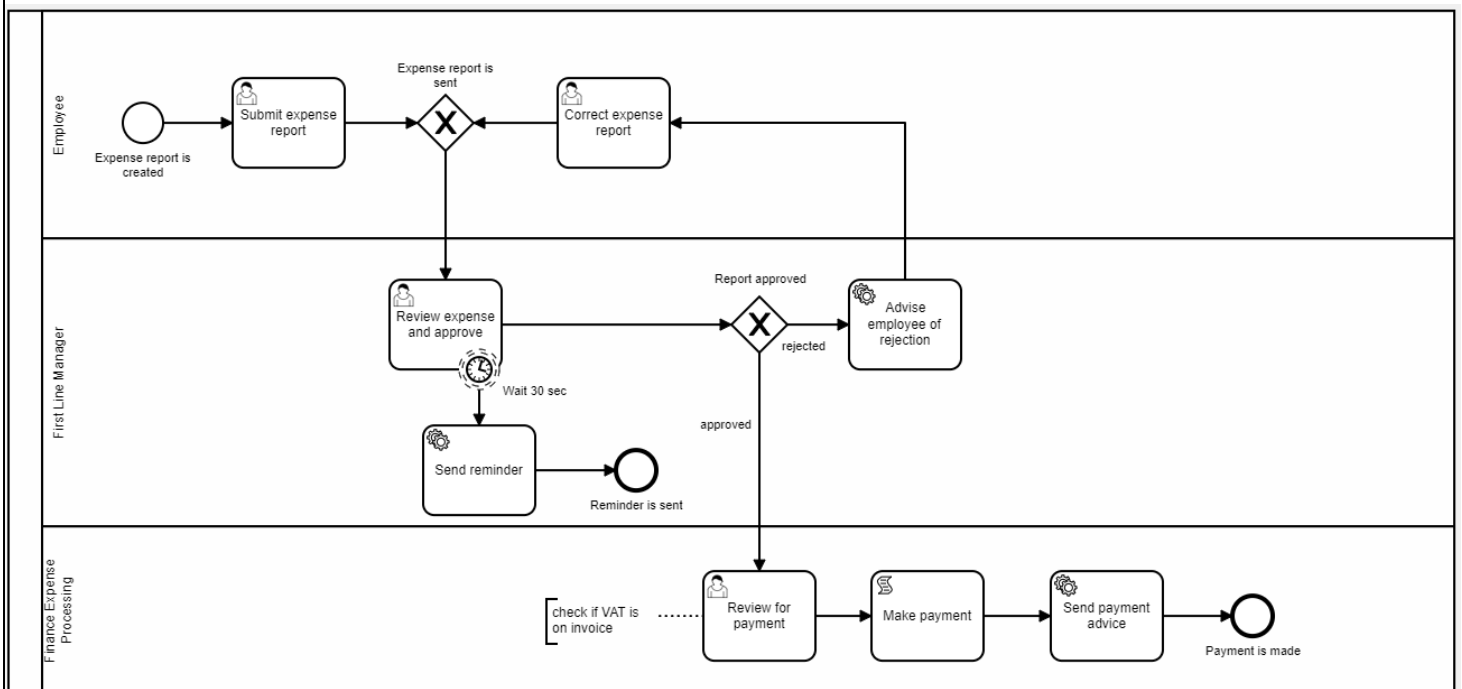 Employee
Expense report is
created
Submit expense
report
Expense report is
sent
Correct expense
report
First Line Manager
Review expense
and approve
Wait 30 sec
Send reminder
Reminder is sent
Report approved
rejected
approved
Advise
employee of
rejection
Finance Expense
Processing
check if VAT is
on invoice
Review for
payment
Make payment
Send payment
advice
Payment is made